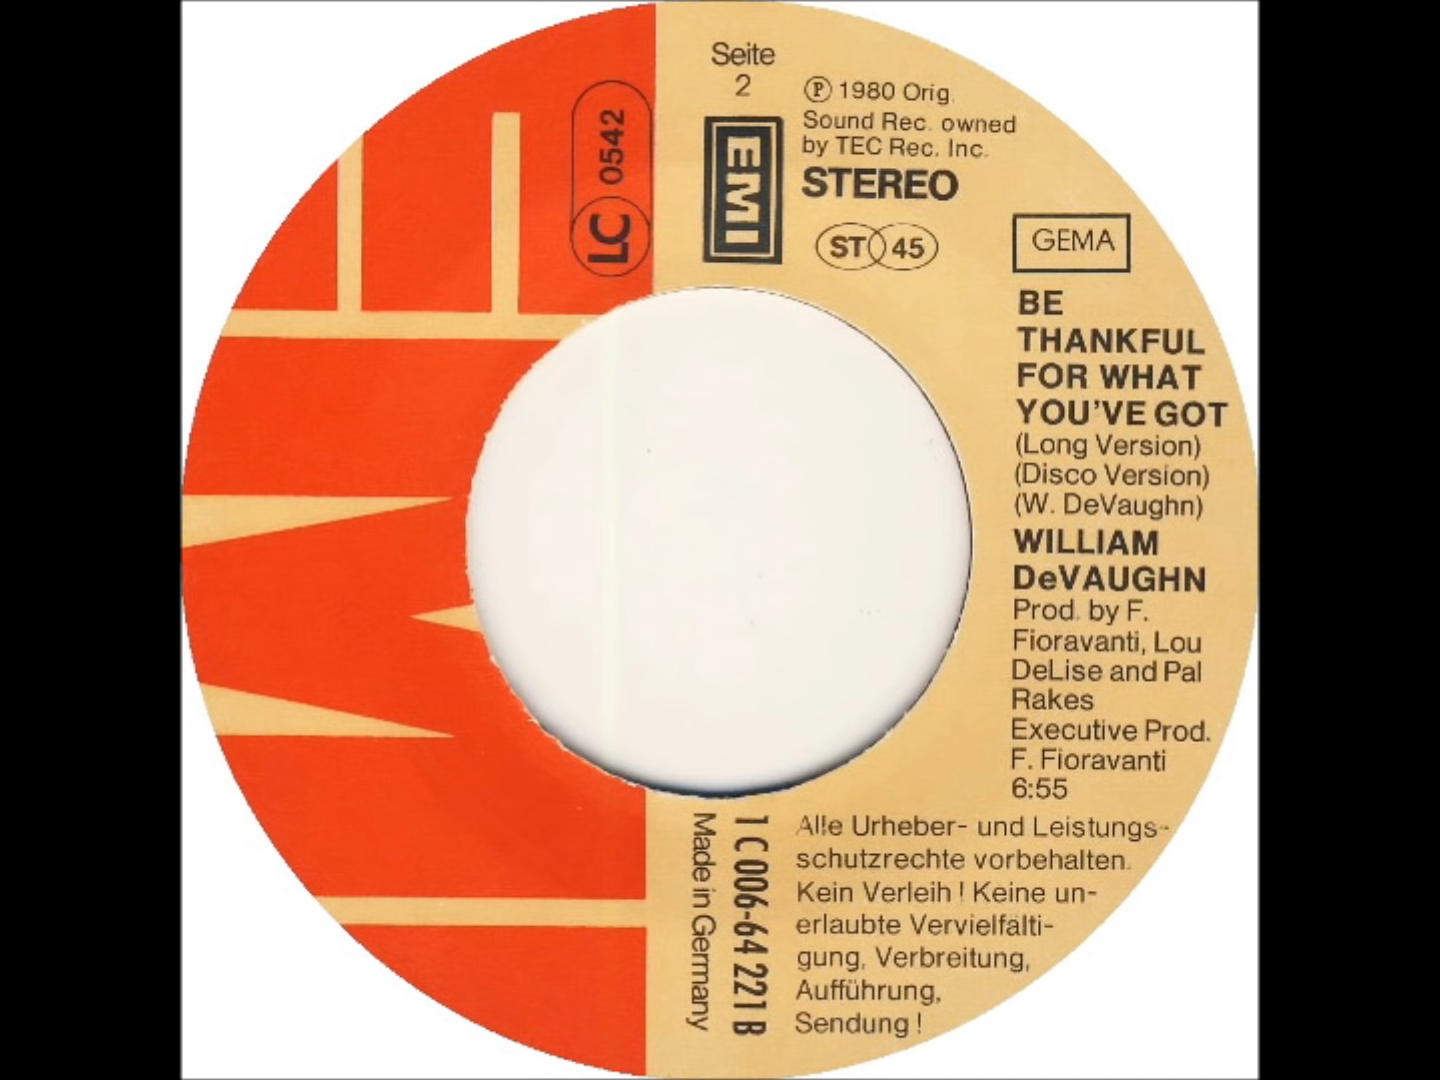 Seite
2
EMI
LC 0542
℗ 1980 Orig.
Sound Rec. owned
by TEC Rec. Inc.
STEREO
ST 45
GEMA
BE
THANKFUL
FOR WHAT
YOU'VE GOT
(Long Version)
(Disco Version)
(W. DeVaughn)
WILLIAM
DeVAUGHN
Prod. by F.
Fioravanti, Lou
DeLise and Pal
Rakes
Executive Prod.
F. Fioravanti
6:55
1 C 006-64 221 B
Made in Germany
Alle Urheber- und Leistungs-
schutzrechte vorbehalten.
Kein Verleih! Keine un-
erlaubte Vervielfälti-
gung, Verbreitung,
Aufführung,
Sendung!